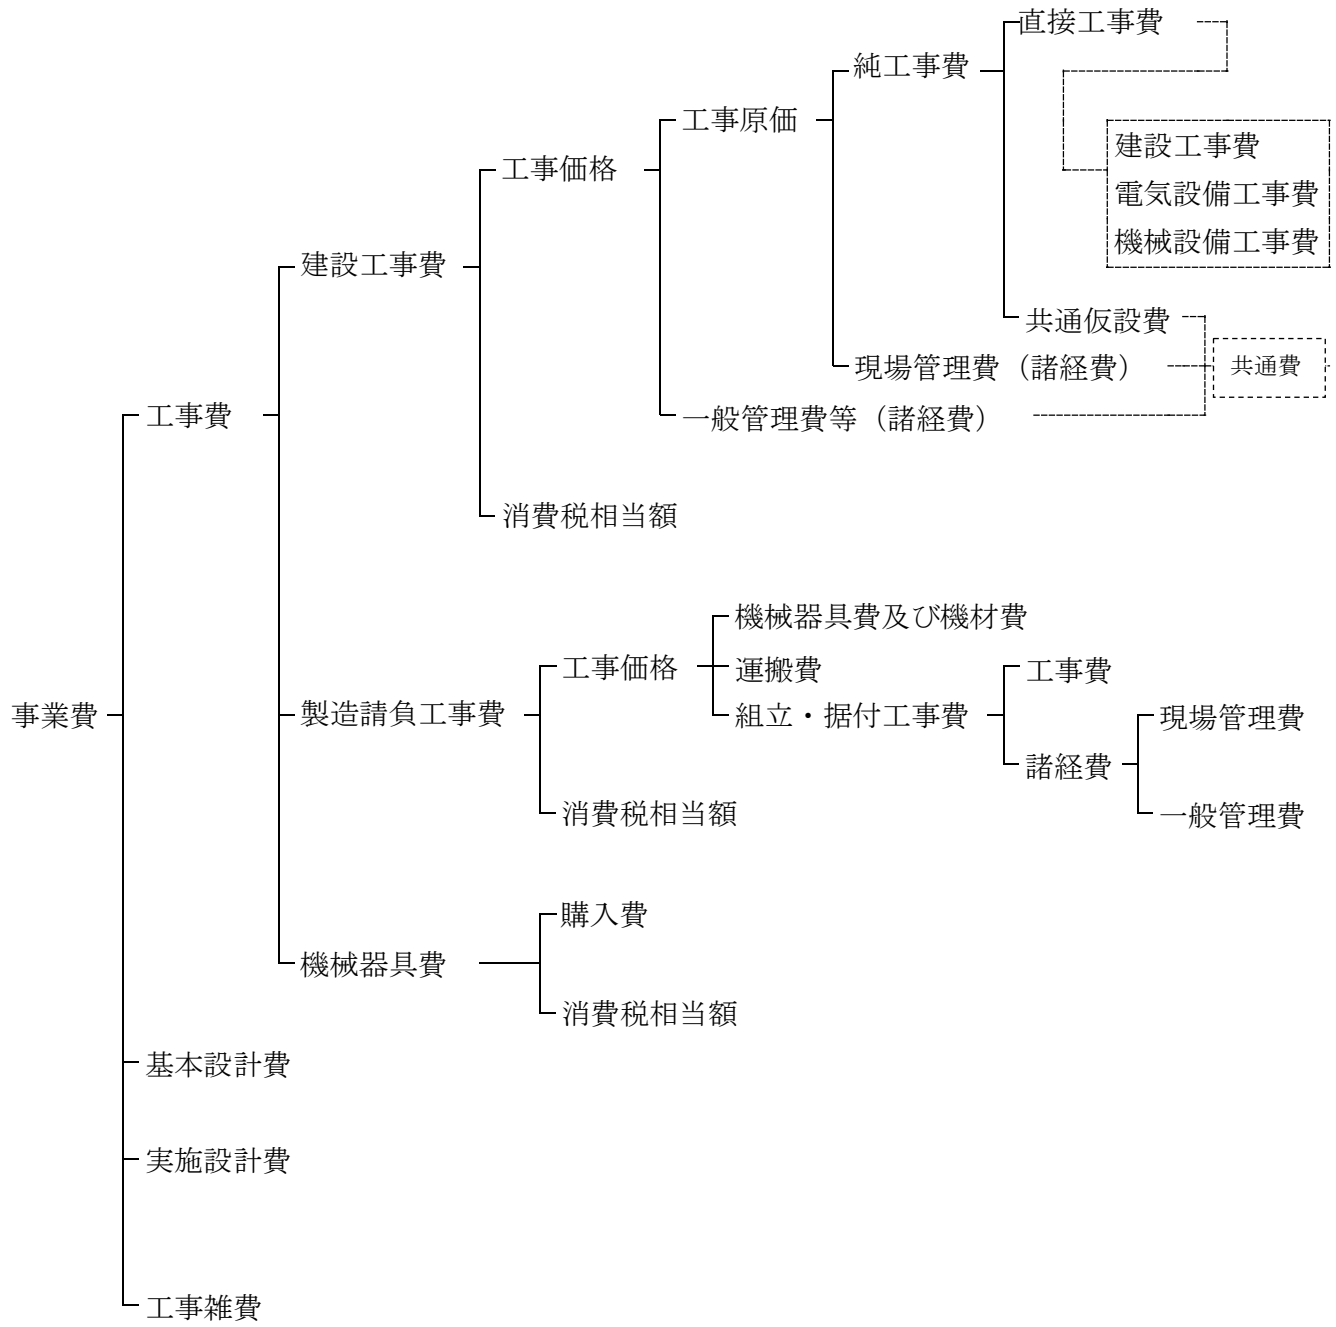 直接工事費
純工事費
工事原価
建設工事費
工事価格
電気設備工事費
機械設備工事費
建設工事費
共通仮設費
現場管理費（諸経費）
共通費
工事費
一般管理費等（諸経費）
消費税相当額
機械器具費及び機材費
工事価格
運搬費
工事費
事業費
製造請負工事費
組立・据付工事費
現場管理費
諸経費
消費税相当額
一般管理費
購入費
機械器具費
消費税相当額
基本設計費
実施設計費
工事雑費